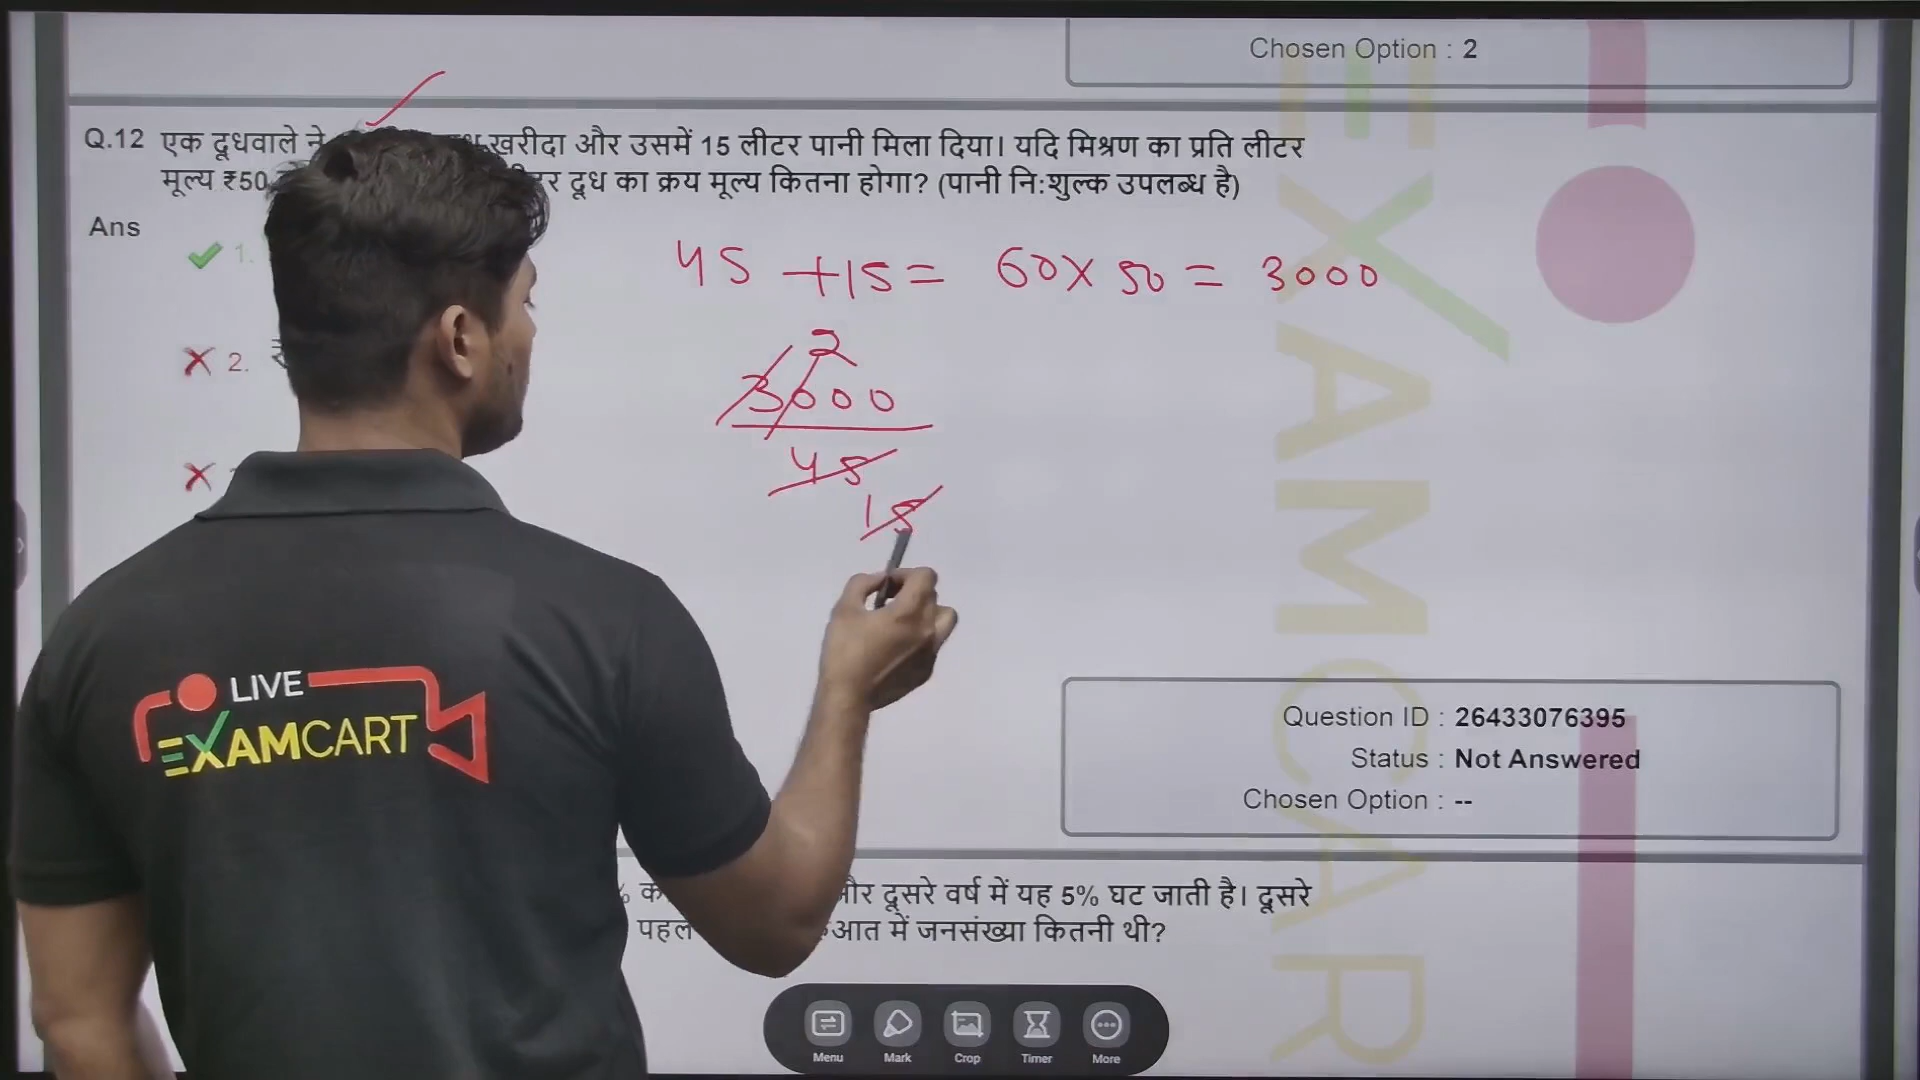 Chosen Option : 2
Q.12 एक दूधवाले ने खरीदा और उसमें 15 लीटर पानी मिला दिया। यदि मिश्रण का प्रति लीटर
मूल्य ₹50 दूध का क्रय मूल्य कितना होगा? (पानी नि:शुल्क उपलब्ध है)
Ans
1.
45 +15 = 60 x 50 = 3000
2
2.
3000
45
15
LIVE
EXAMCART
EXAMCAR
Question ID : 26433076395
Status : Not Answered
Chosen Option : --
और दूसरे वर्ष में यह 5% घट जाती है। दूसरे
में जनसंख्या कितनी थी?
Menu Mark Crop Timer More